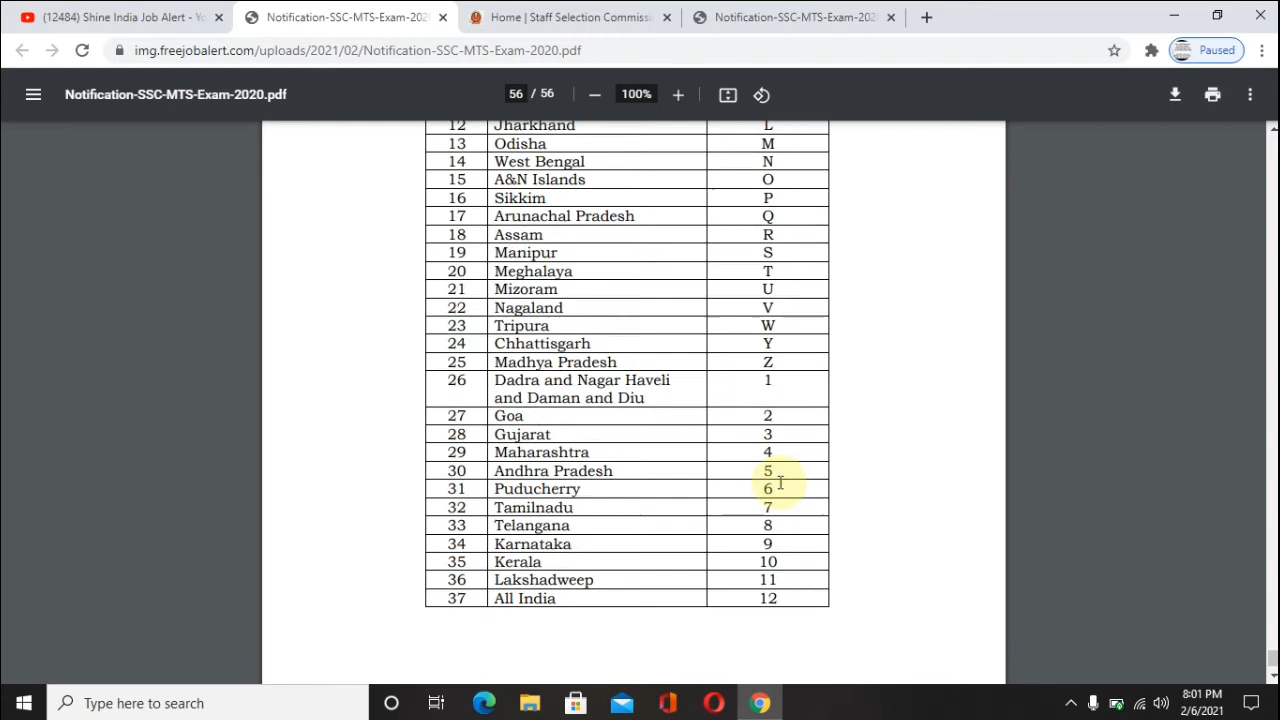 (12484) Shine India Job Alert - Yo
Notification-SSC-MTS-Exam-2020
Home | Staff Selection Commissi
Notification-SSC-MTS-Exam-2020
img.freejobalert.com/uploads/2021/02/Notification-SSC-MTS-Exam-2020.pdf
Paused
Notification-SSC-MTS-Exam-2020.pdf
56 / 56
100%
12 Jharkhand L
13 Odisha M
14 West Bengal N
15 A&N Islands O
16 Sikkim P
17 Arunachal Pradesh Q
18 Assam R
19 Manipur S
20 Meghalaya T
21 Mizoram U
22 Nagaland V
23 Tripura W
24 Chhattisgarh Y
25 Madhya Pradesh Z
26 Dadra and Nagar Haveli 1
and Daman and Diu
27 Goa 2
28 Gujarat 3
29 Maharashtra 4
30 Andhra Pradesh 5
31 Puducherry 6
32 Tamilnadu 7
33 Telangana 8
34 Karnataka 9
35 Kerala 10
36 Lakshadweep 11
37 All India 12
Type here to search
8:01 PM
2/6/2021